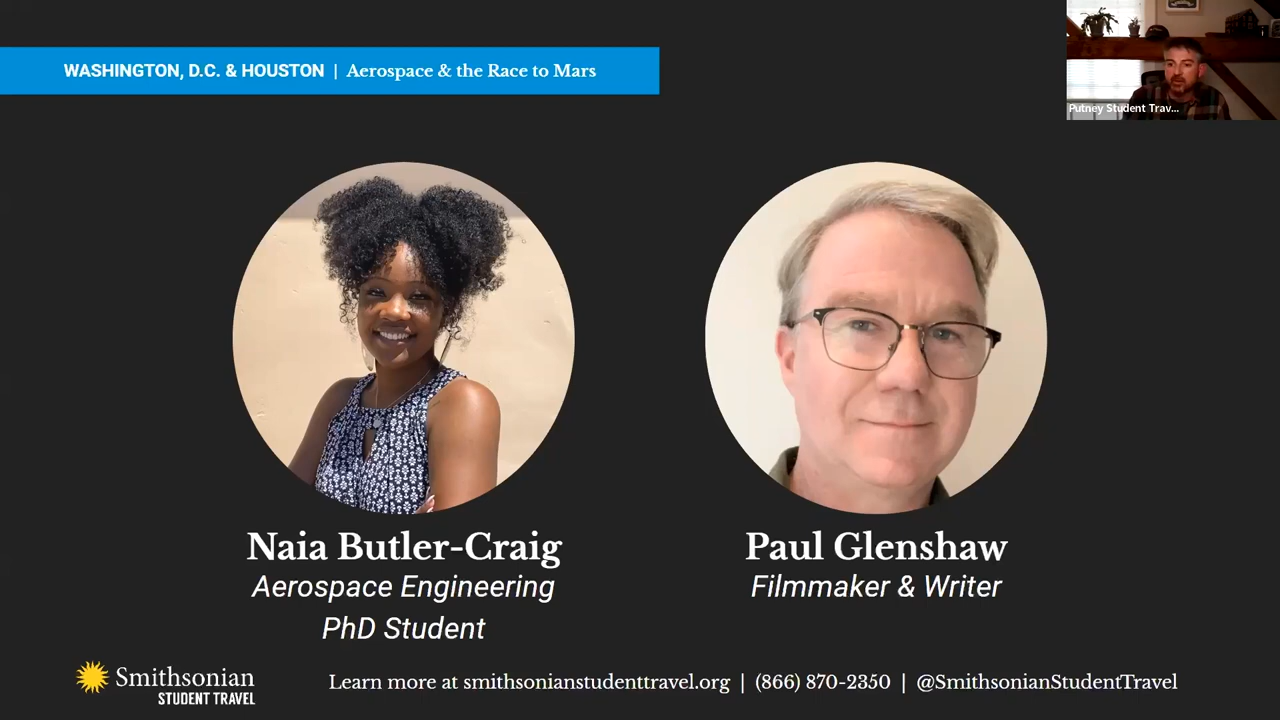 WASHINGTON, D.C. & HOUSTON | Aerospace & the Race to Mars
Putney Student Trav...
Naia Butler-Craig
Aerospace Engineering
PhD Student
Paul Glenshaw
Filmmaker & Writer
Smithsonian
STUDENT TRAVEL
Learn more at smithsonianstudenttravel.org | (866) 870-2350 | @SmithsonianStudentTravel